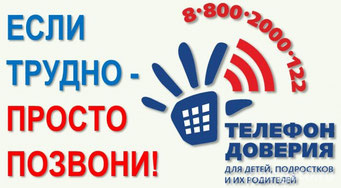 ЕСЛИ
ТРУДНО -
ПРОСТО
ПОЗВОНИ!
8-800-2000-122
ТЕЛЕФОН
ДОВЕРИЯ
ДЛЯ ДЕТЕЙ, ПОДРОСТКОВ
И ИХ РОДИТЕЛЕЙ